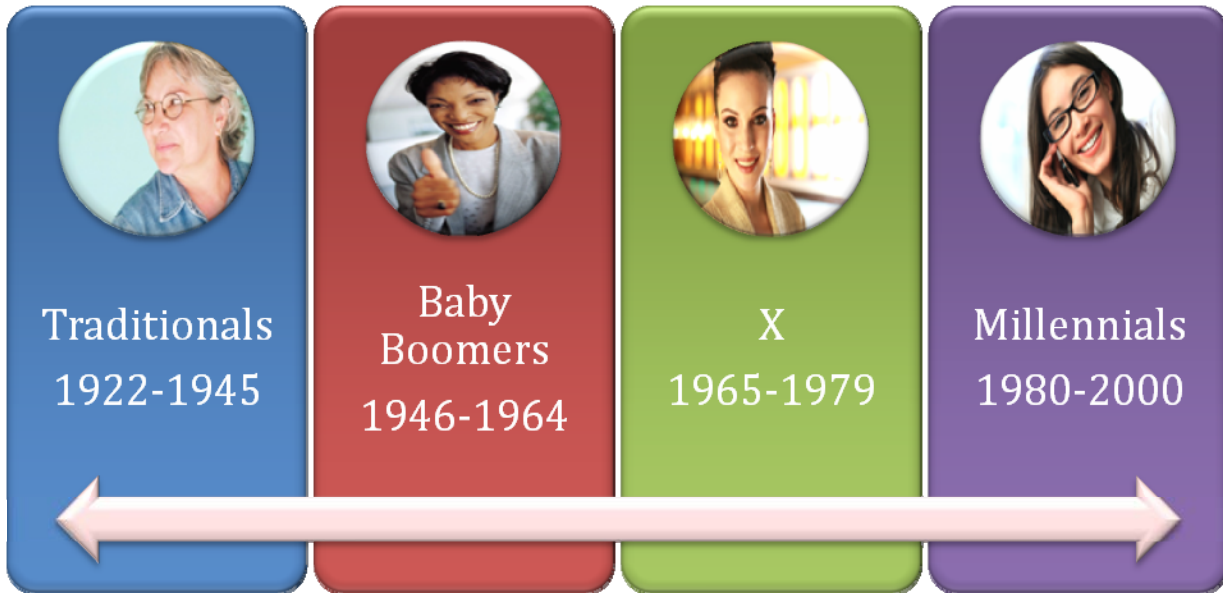 Traditionals
1922-1945
Baby
Boomers
1946-1964
X
1965-1979
Millennials
1980-2000